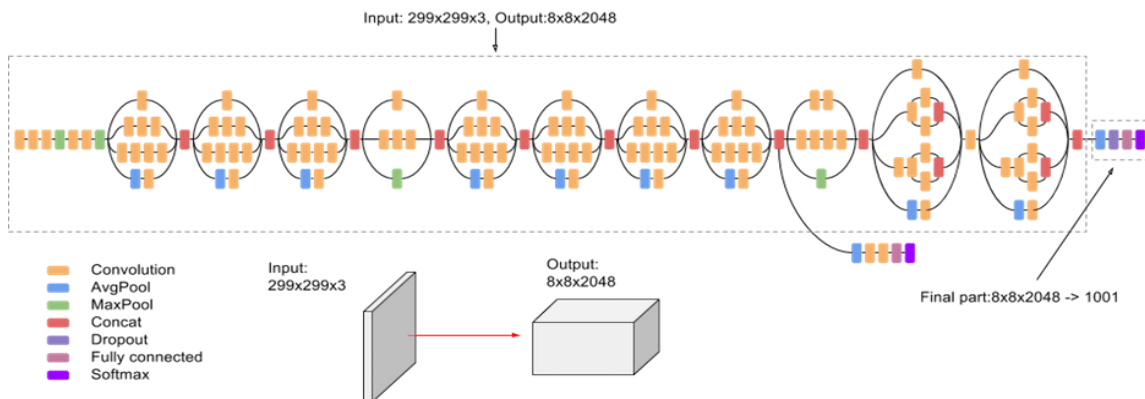 Input: 299x299x3, Output:8x8x2048
Convolution
AvgPool
MaxPool
Concat
Dropout
Fully connected
Softmax
Input:
299x299x3
Output:
8x8x2048
Final part:8x8x2048 -> 1001